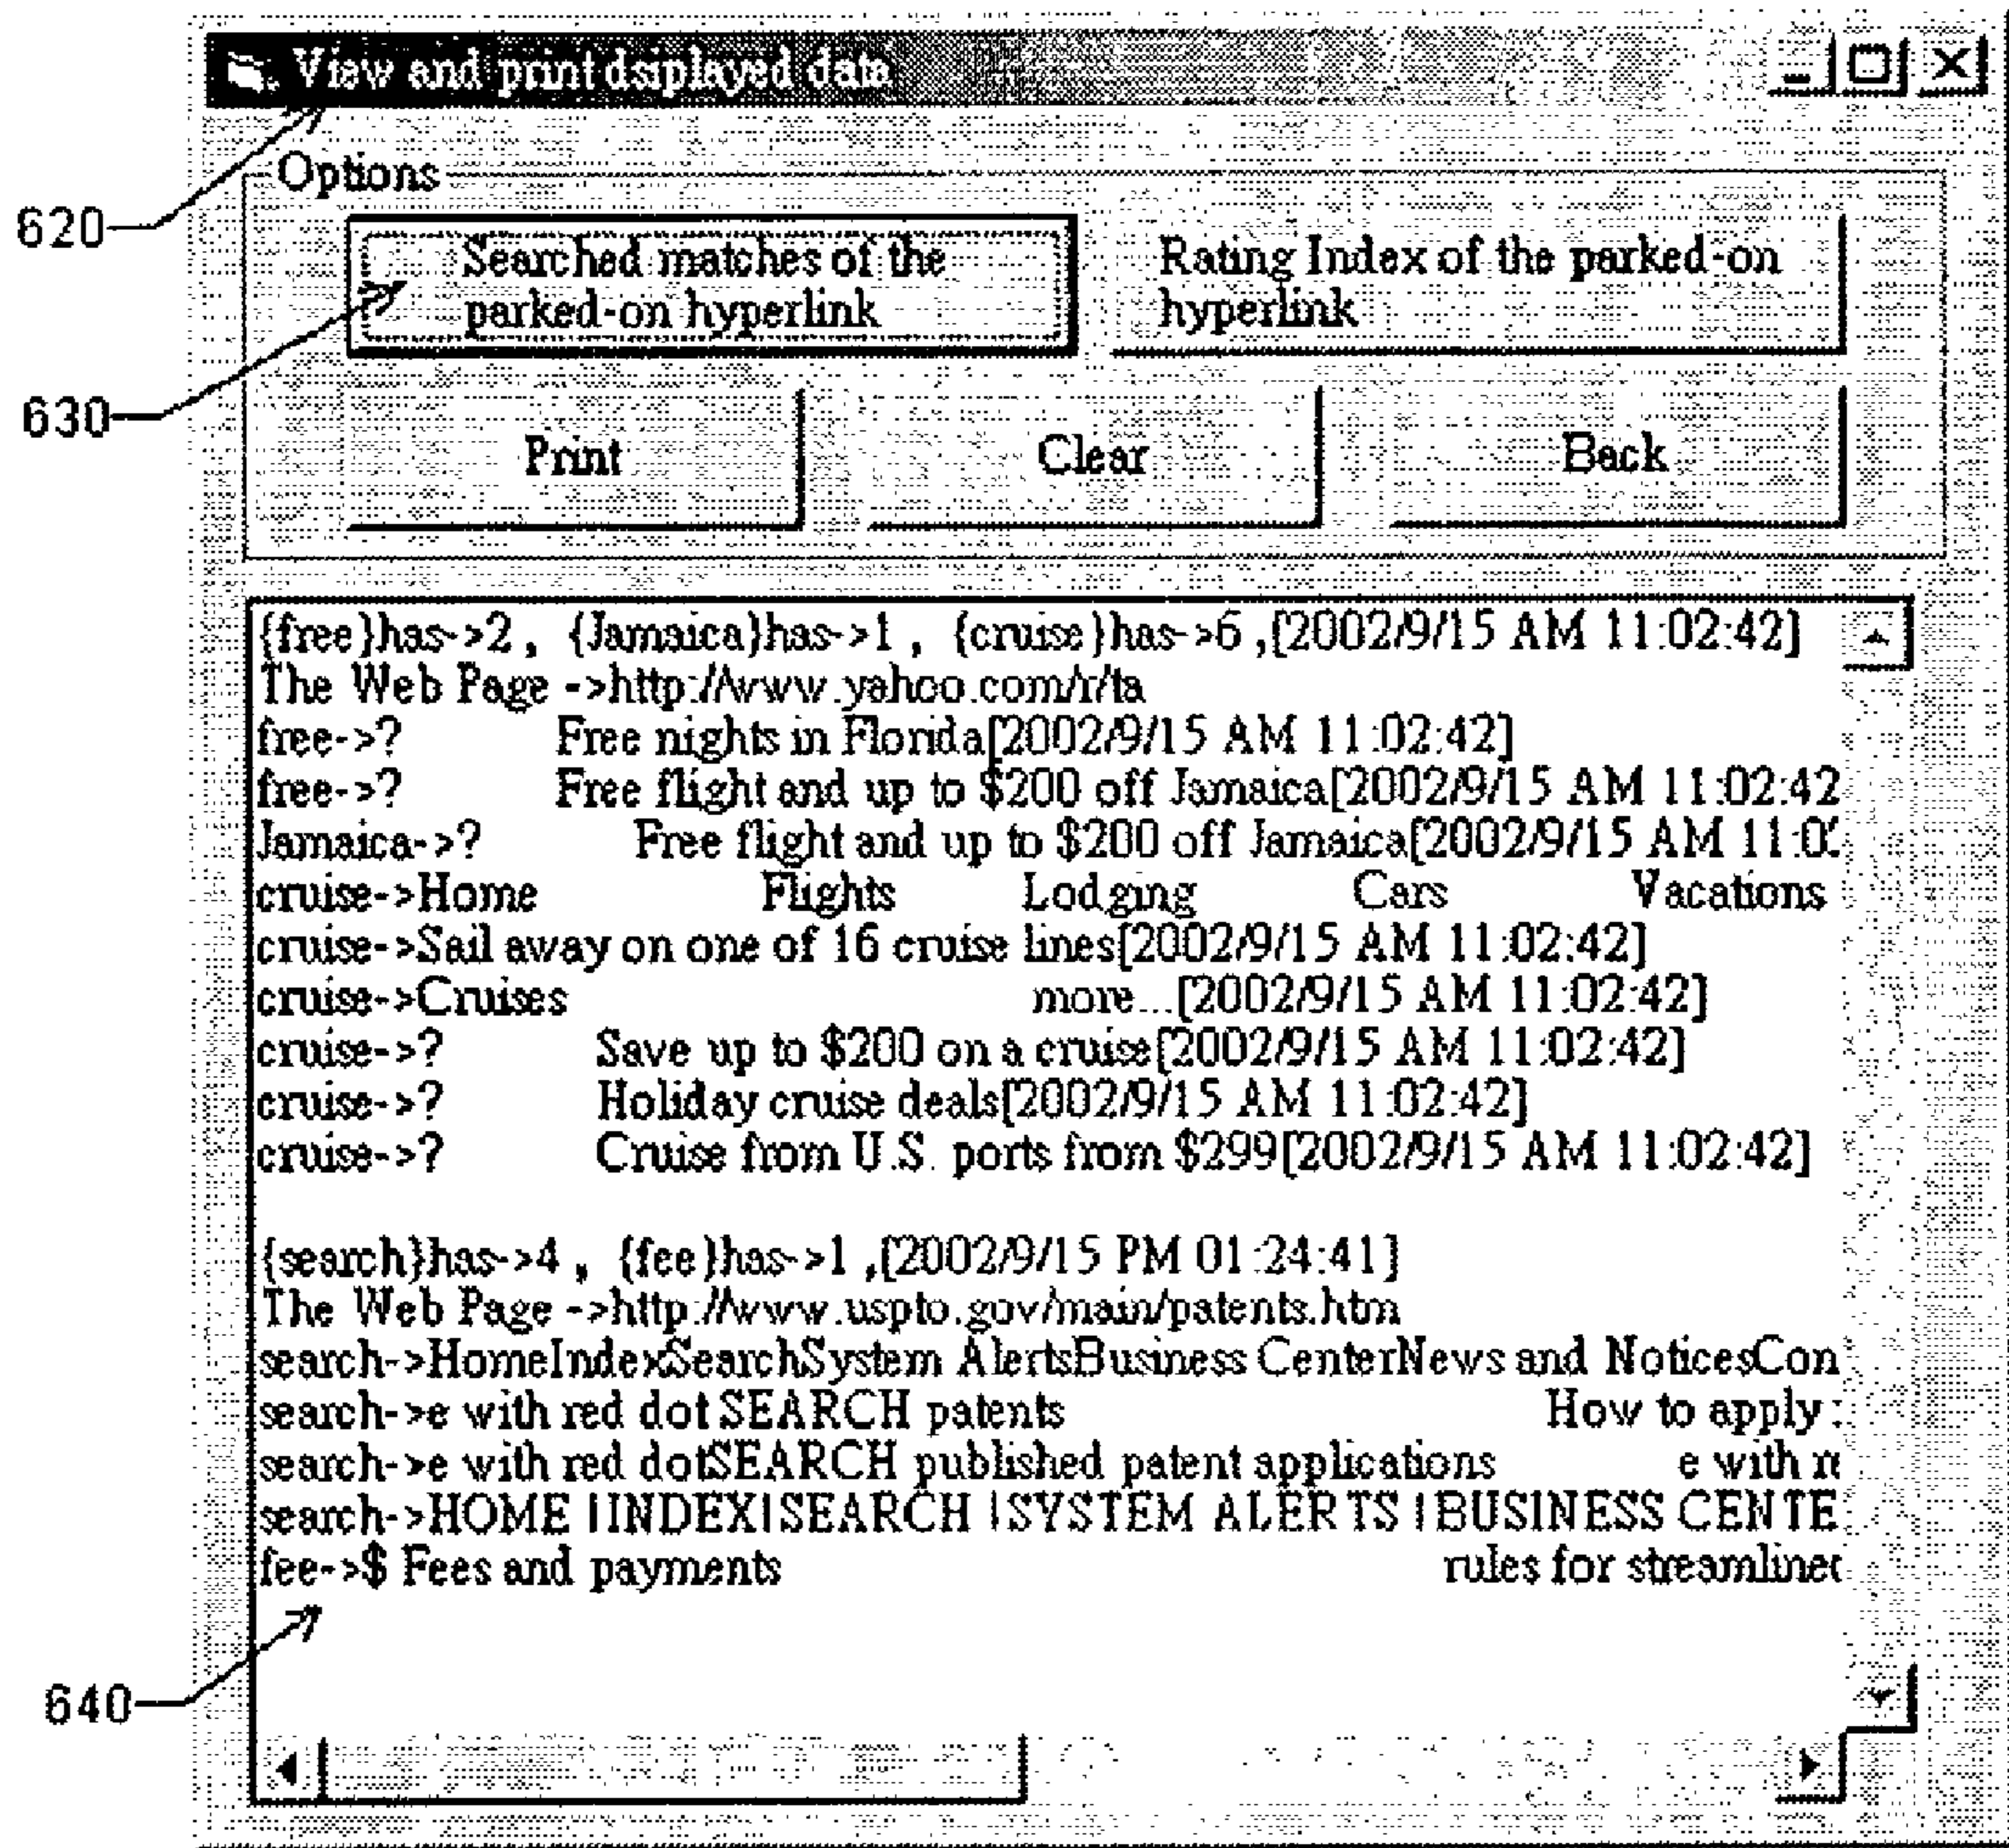 View and print dsiplayed data
Options
620
Searched matches of the
parked-on hyperlink
Rating Index of the parked-on
hyperlink
630
Print Clear Back
{free}has->2 , {Jamaica}has->1 , {cruise}has->6 ,[2002/9/15 AM 11:02:42]
The Web Page ->http://www.yahoo.com/r/ta
free->? Free nights in Florida[2002/9/15 AM 11:02:42]
free->? Free flight and up to $200 off Jamaica[2002/9/15 AM 11:02:42
Jamaica->? Free flight and up to $200 off Jamaica[2002/9/15 AM 11:0
cruise->Home Flights Lodging Cars Vacations
cruise->Sail away on one of 16 cruise lines[2002/9/15 AM 11:02:42]
cruise->Cruises more...[2002/9/15 AM 11:02:42]
cruise->? Save up to $200 on a cruise[2002/9/15 AM 11:02:42]
cruise->? Holiday cruise deals[2002/9/15 AM 11:02:42]
cruise->? Cruise from U.S. ports from $299[2002/9/15 AM 11:02:42]
{search}has->4 , {fee}has->1 ,[2002/9/15 PM 01:24:41]
The Web Page ->http://www.uspto.gov/main/patents.htm
search->HomeIndexSearchSystem AlertsBusiness CenterNews and NoticesCon
search->e with red dot SEARCH patents How to apply
search->e with red dotSEARCH published patent applications e with re
search->HOME |INDEX|SEARCH |SYSTEM ALERTS |BUSINESS CENTE
fee->$ Fees and payments rules for streamlined
640